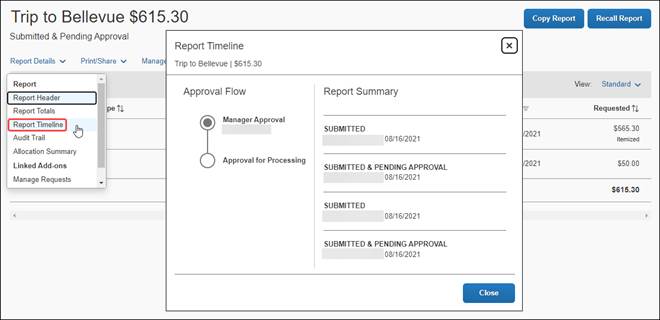 Trip to Bellevue $615.30
Copy Report
Recall Report
Submitted & Pending Approval
Report Details
Print/Share
Manage
Report
Report Header
Report Totals
Report Timeline
Audit Trail
Allocation Summary
Linked Add-ons
Manage Requests
View: Standard
Requested
$565.30
Itemized
$50.00
$615.30
Report Timeline
Trip to Bellevue | $615.30
Approval Flow
Manager Approval
Approval for Processing
Report Summary
SUBMITTED
08/16/2021
SUBMITTED & PENDING APPROVAL
08/16/2021
SUBMITTED
08/16/2021
SUBMITTED & PENDING APPROVAL
08/16/2021
Close